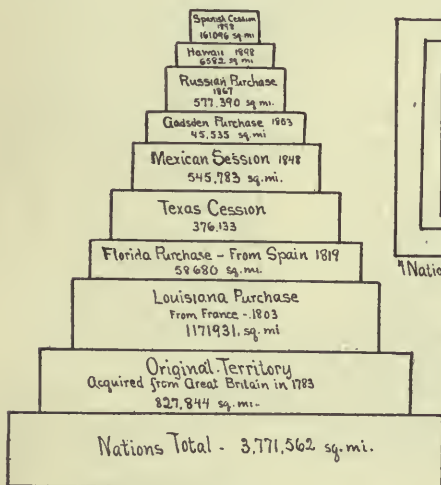 Spanish Cession
1898
161096 sq.mi
Hawaii 1898
6582 sq mi
Russian Purchase
1867
577,390 sq.mi.
Gadsden Purchase 1853
45,535 sq.mi
Mexican Session 1848
545,783 sq.mi.
Texas Cession
376,133
Florida Purchase - From Spain 1819
58680 sq.mi.
Louisiana Purchase
From France - 1803
1171931, sq.mi
Original Territory
Acquired from Great Britain in 1783
827,844 sq.mi.
Nations Total - 3,771,562 sq.mi.